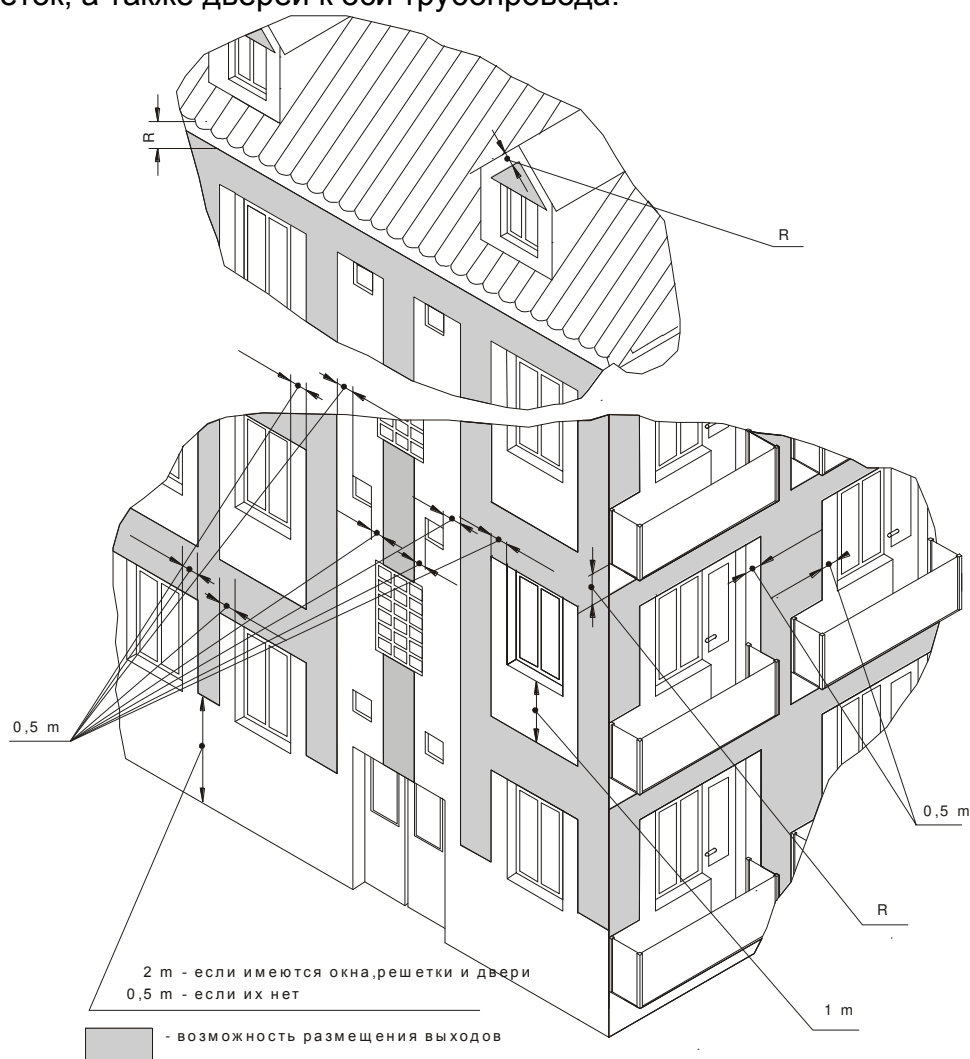 еток, а также дверей к оси трубопровода.
R
R
0,5 m
0,5 m
R
2 m - если имеются окна,решетки и двери
0,5 m - если их нет
1 m
- возможность размещения выходов